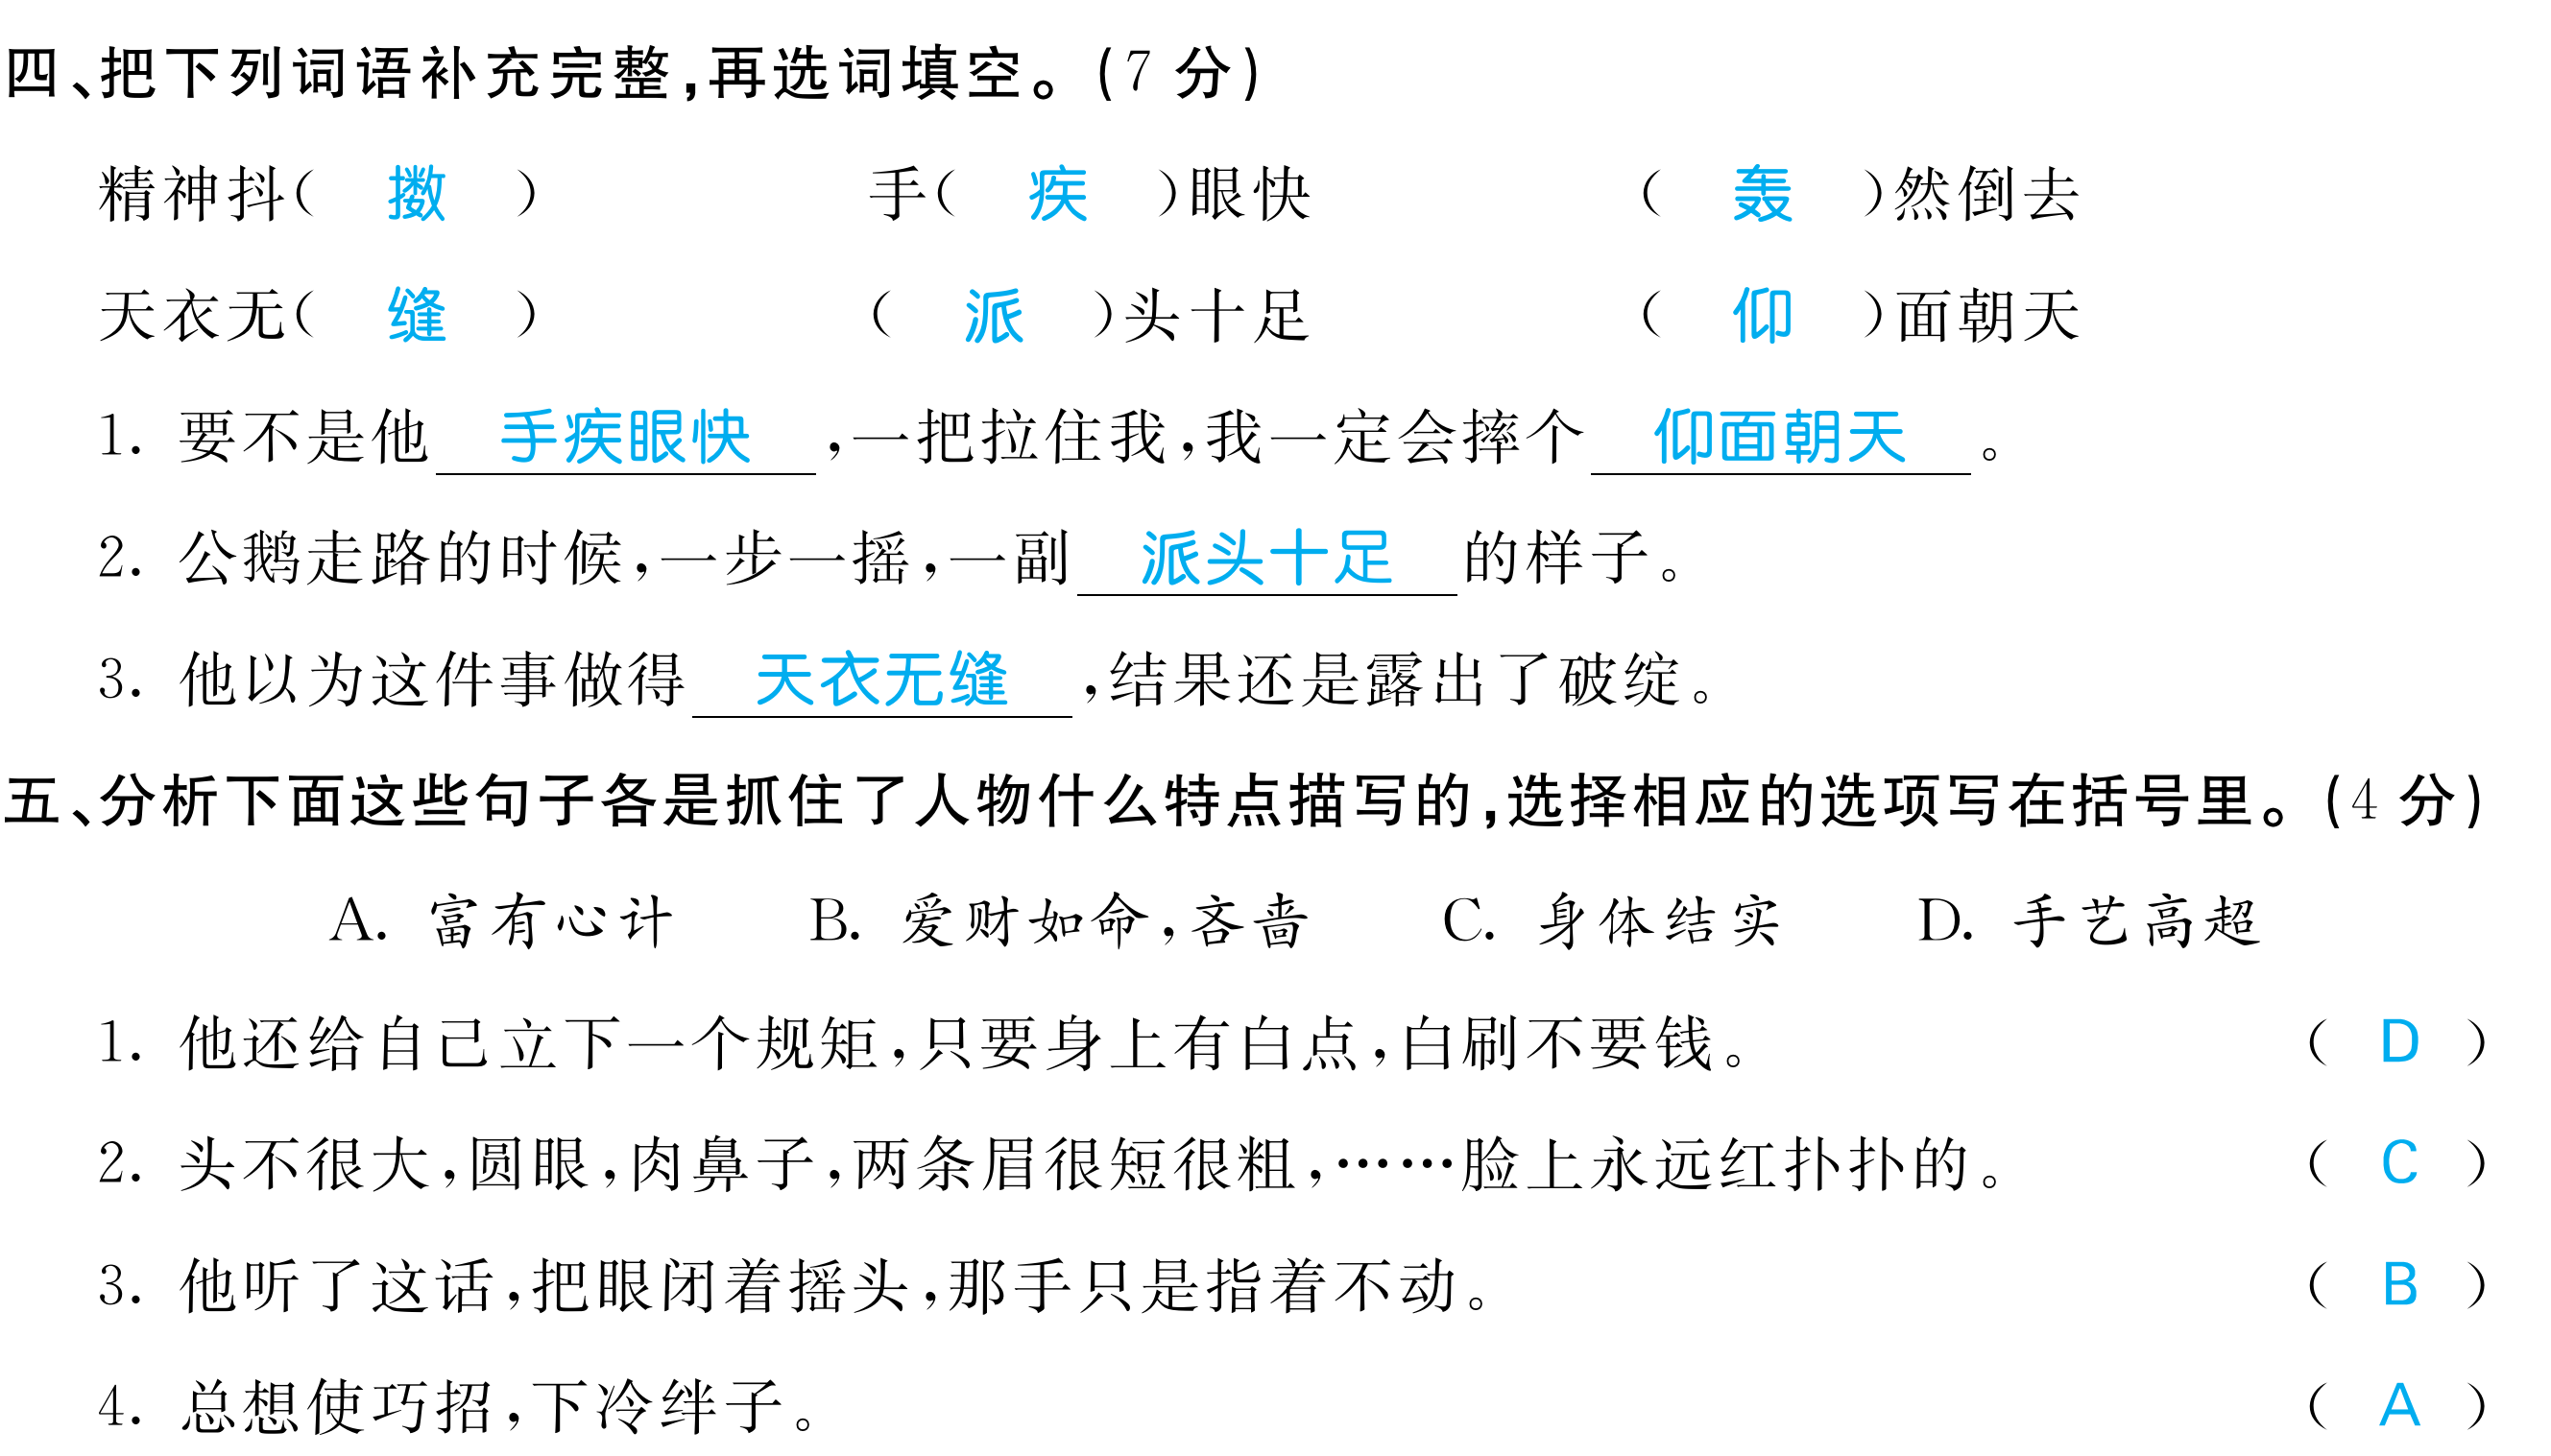 四、把下列词语补充完整,再选词填空。(7 分)
精神抖( 擞 ) 手( 疾 )眼快 ( 轰 )然倒去
天衣无( 缝 ) ( 派 )头十足 ( 仰 )面朝天
1. 要不是他 手疾眼快 ,一把拉住我,我一定会摔个 仰面朝天 。
2. 公鹅走路的时候,一步一摇,一副 派头十足 的样子。
3. 他以为这件事做得 天衣无缝 ,结果还是露出了破绽。
五、分析下面这些句子各是抓住了人物什么特点描写的,选择相应的选项写在括号里。(4 分)
A. 富有心计 B. 爱财如命,吝啬 C. 身体结实 D. 手艺高超
1. 他还给自己立下一个规矩,只要身上有白点,白刷不要钱。 ( D )
2. 头不很大,圆眼,肉鼻子,两条眉很短很粗,……脸上永远红扑扑的。 ( C )
3. 他听了这话,把眼闭着摇头,那手只是指着不动。 ( B )
4. 总想使巧招,下冷绊子。 ( A )